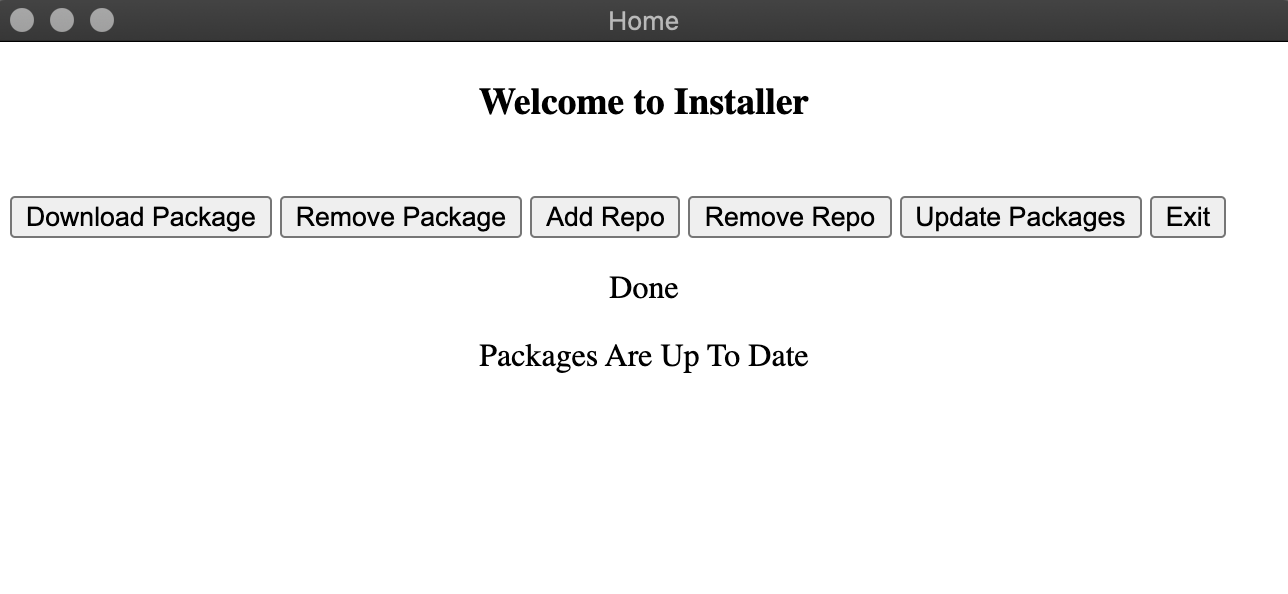 Home
Welcome to Installer
Download Package Remove Package Add Repo Remove Repo Update Packages Exit
Done
Packages Are Up To Date